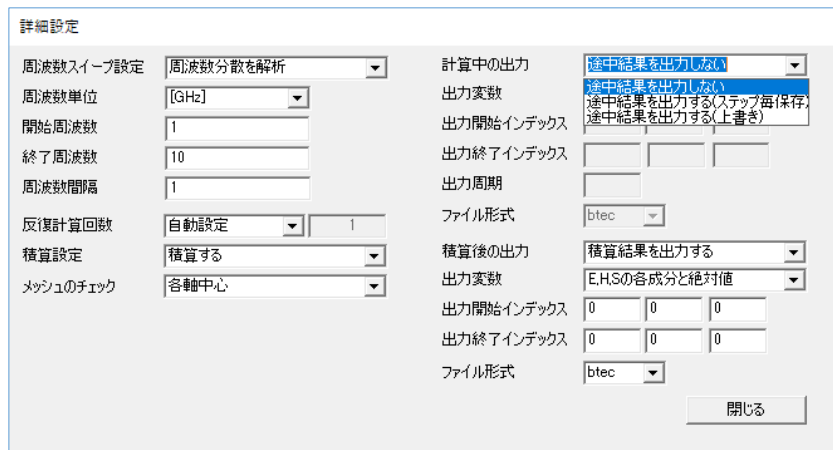 詳細設定
周波数スイープ設定 周波数分散を解析
周波数単位 [GHz]
開始周波数 1
終了周波数 10
周波数間隔 1
反復計算回数 自動設定 1
積算設定 積算する
メッシュのチェック 各軸中心
計算中の出力 途中結果を出力しない
途中結果を出力しない
途中結果を出力する(ステップ毎保存)
途中結果を出力する(上書き)
出力変数
出力開始インデックス
出力終了インデックス
出力周期
ファイル形式 btec
積算後の出力 積算結果を出力する
出力変数 E,H,Sの各成分と絶対値
出力開始インデックス 0 0 0
出力終了インデックス 0 0 0
ファイル形式 btec
閉じる